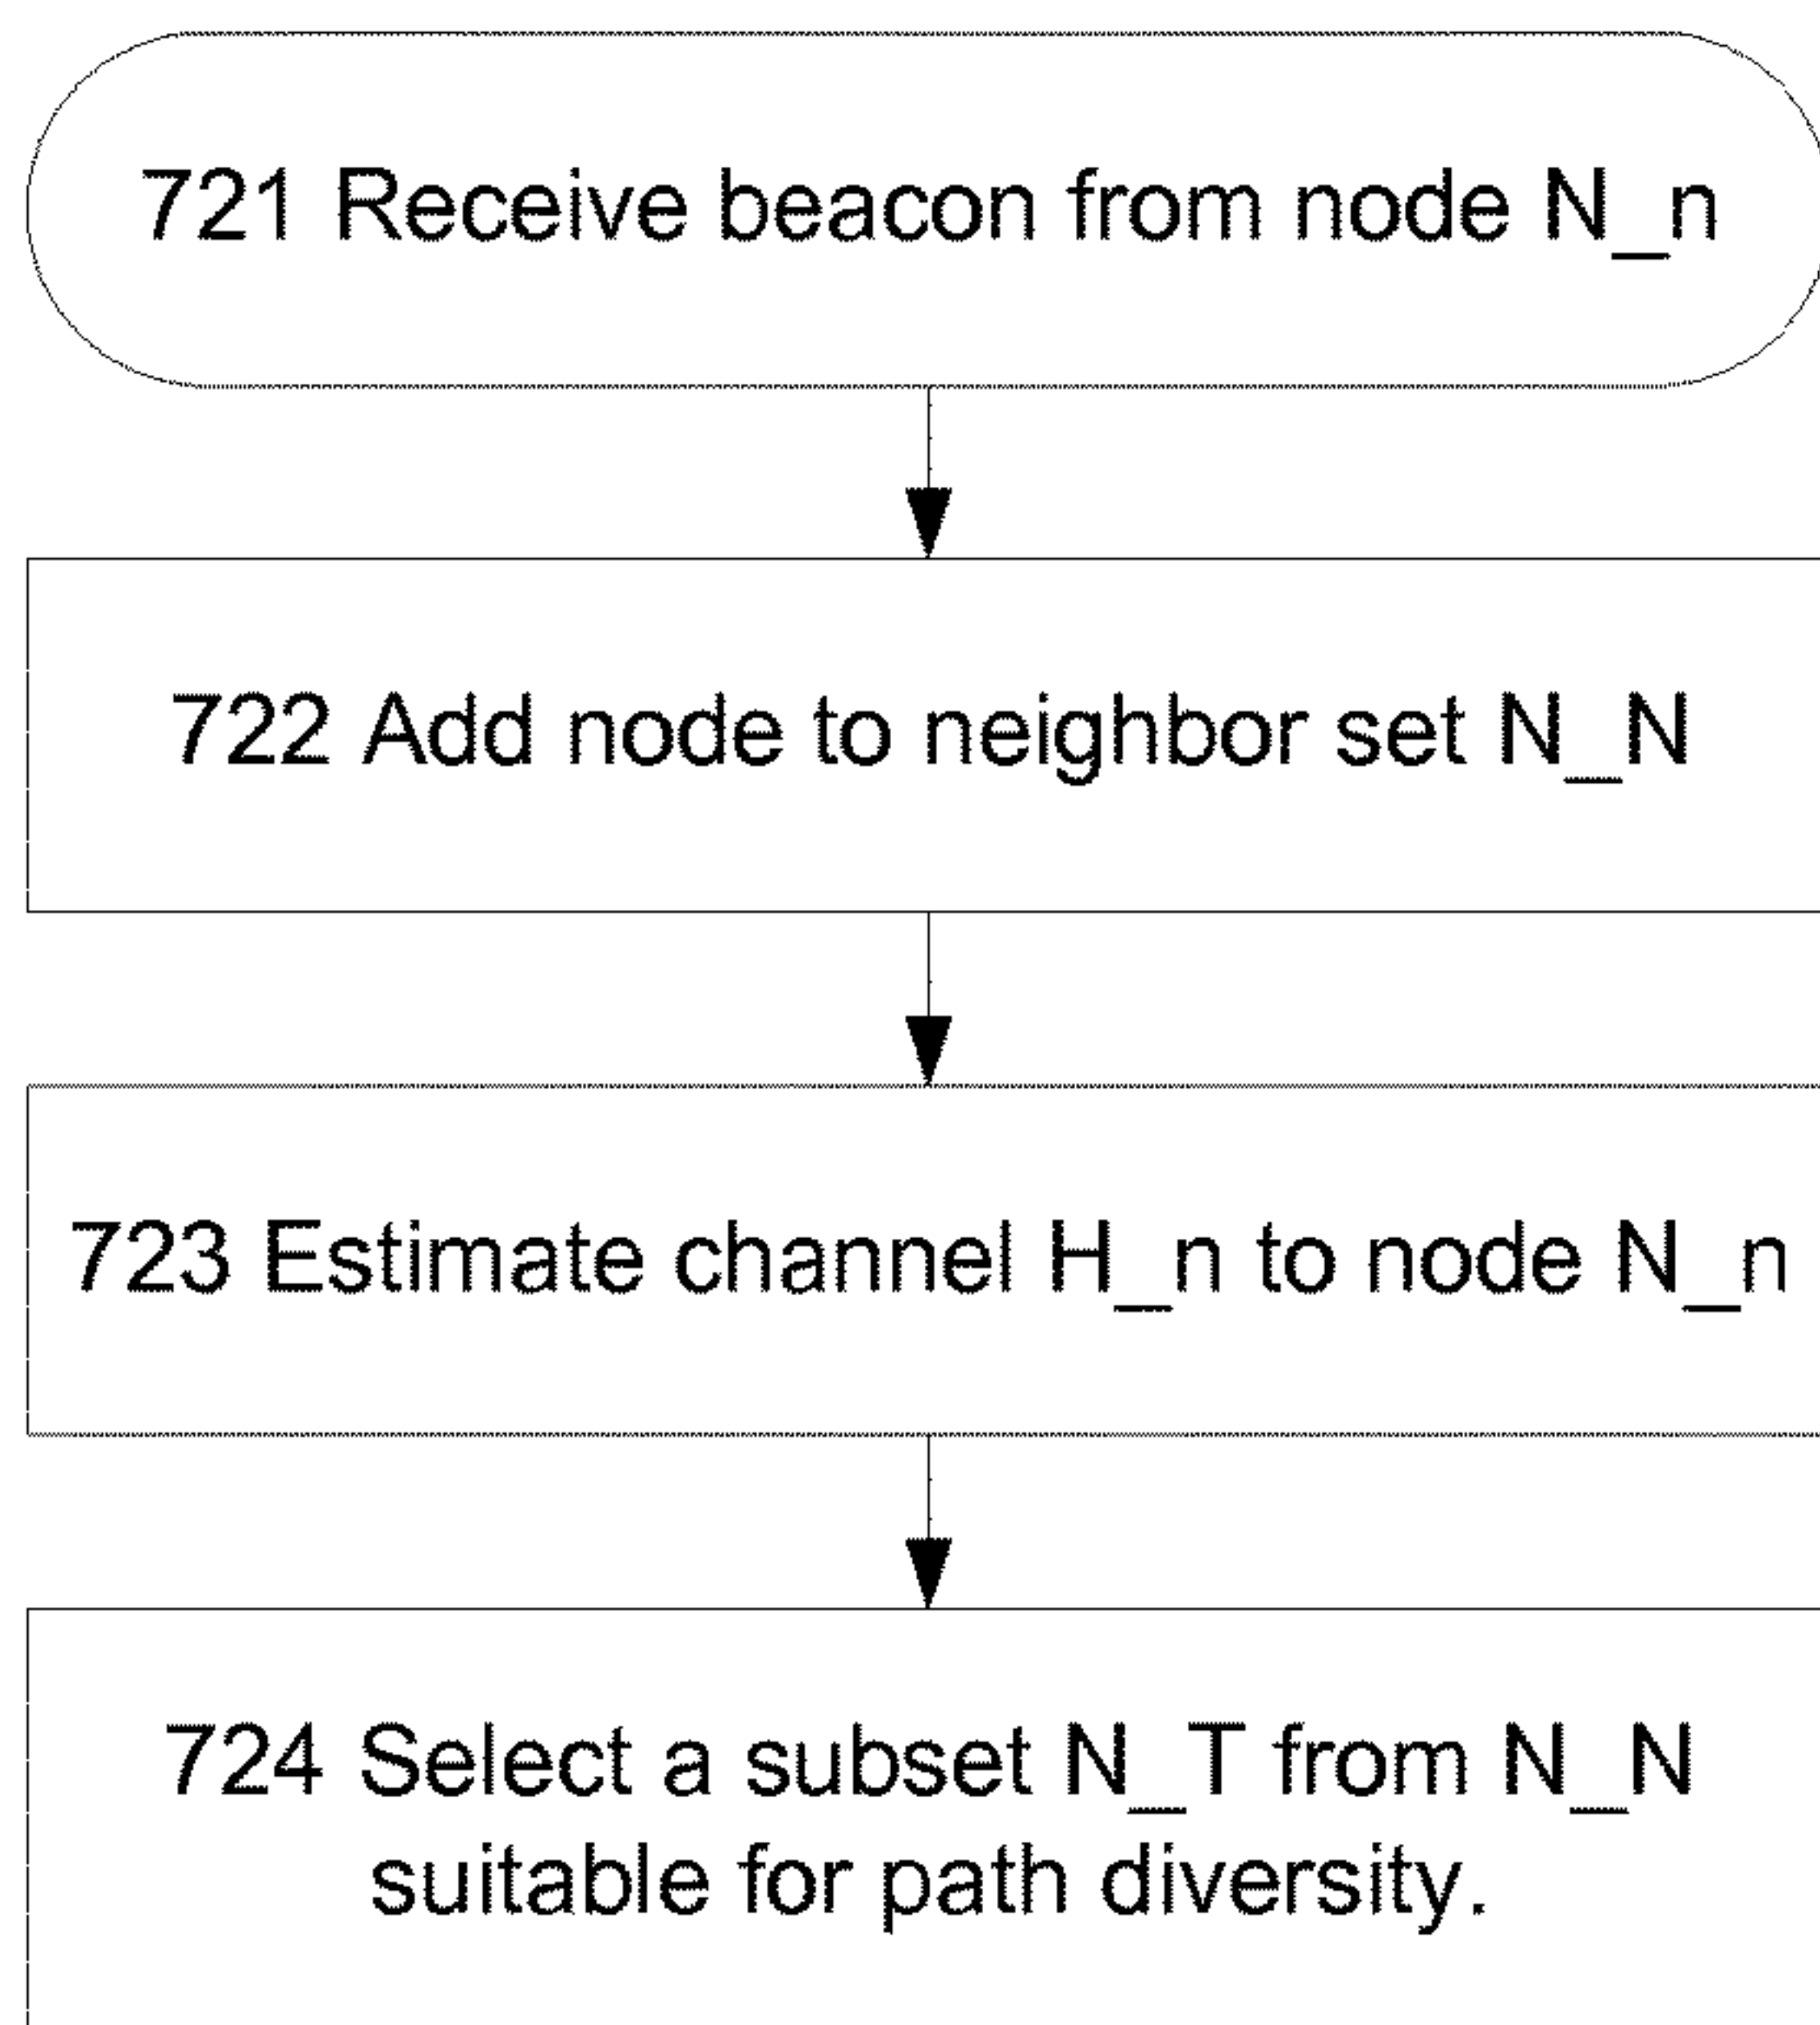 721 Receive beacon from node N_n
722 Add node to neighbor set N_N
723 Estimate channel H_n to node N_n
724 Select a subset N_T from N_N
suitable for path diversity.